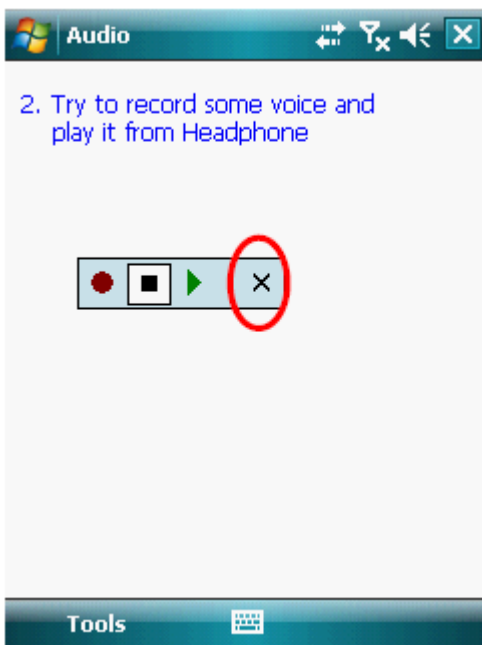 Audio
2. Try to record some voice and
play it from Headphone
Tools